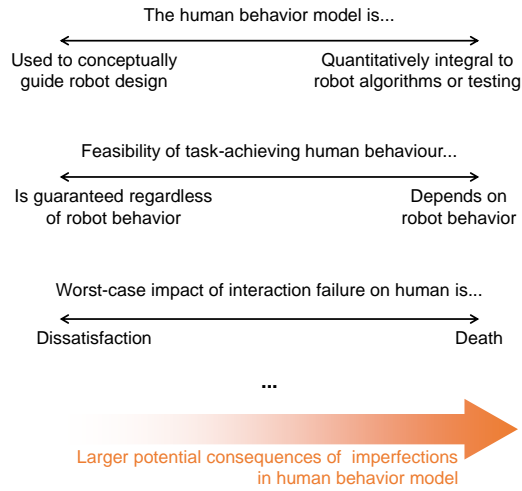 The human behavior model is...
Used to conceptually
guide robot design
Quantitatively integral to
robot algorithms or testing
Feasibility of task-achieving human behaviour...
Is guaranteed regardless
of robot behavior
Depends on
robot behavior
Worst-case impact of interaction failure on human is...
Dissatisfaction
Death
...
Larger potential consequences of imperfections
in human behavior model